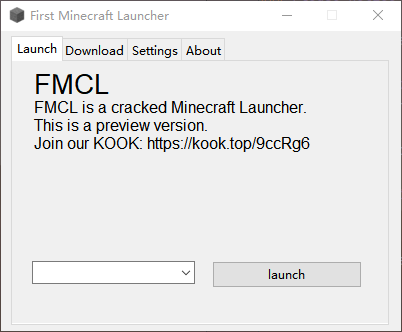 First Minecraft Launcher
Launch Download Settings About
FMCL
FMCL is a cracked Minecraft Launcher.
This is a preview version.
Join our KOOK: https://kook.top/9ccRg6
launch